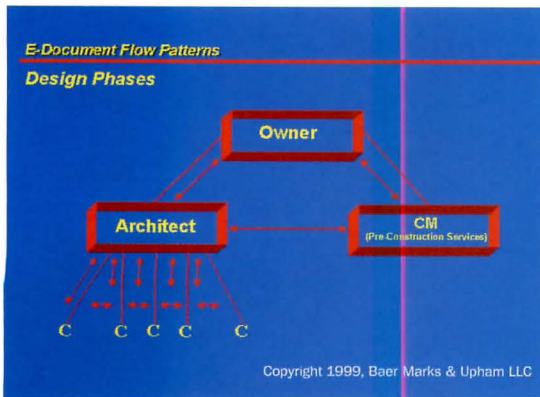 E-Document Flow Patterns
Design Phases
Owner
Architect
CM
(Pre-Construction Services)
C C C C C
Copyright 1999, Baer Marks & Upham LLC